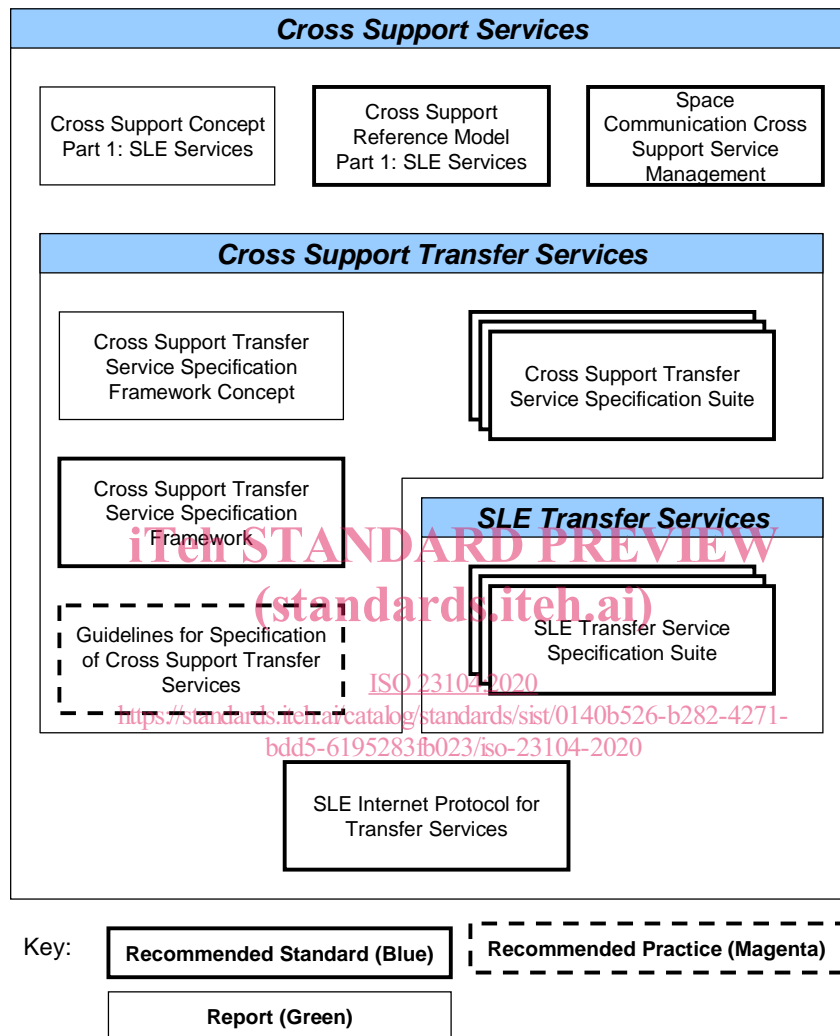 Cross Support Services
Cross Support Concept
Part 1: SLE Services
Cross Support
Reference Model
Part 1: SLE Services
Space
Communication Cross
Support Service
Management
Cross Support Transfer Services
Cross Support Transfer
Service Specification
Framework Concept
Cross Support Transfer
Service Specification Suite
Cross Support Transfer
Service Specification
Framework
SLE Transfer Services
iTeh STANDARD PREVIEW
(standards.iteh.ai)
SLE Transfer Service
Specification Suite
Guidelines for Specification
of Cross Support Transfer
Services
ISO 23104:2020
https://standards.iteh.ai/catalog/standards/sist/0140b526-b282-4271-
bdd5-6195283fb023/iso-23104-2020
SLE Internet Protocol for
Transfer Services
Key:
Recommended Standard (Blue)
Recommended Practice (Magenta)
Report (Green)